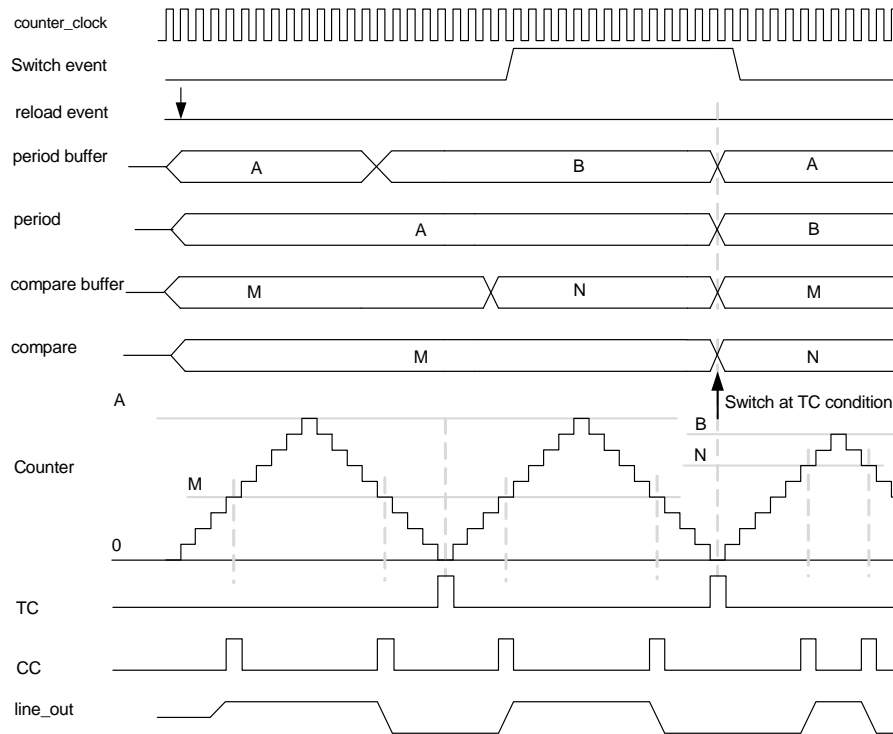 counter_clock
Switch event
reload event
period buffer A B A
period A B
compare buffer M N M
compare M N
Switch at TC condition
A
B
N
Counter
M
0
TC
CC
line_out